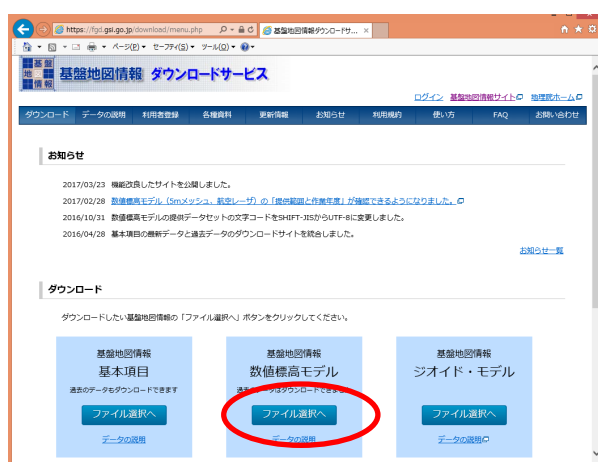 https://fgd.gsi.go.jp/download/menu.php
基盤地図情報ダウンロードサ... ×
ページ(P) セーフティ(S) ツール(O)
基盤
地図
情報
基盤地図情報 ダウンロードサービス
ログイン 基盤地図情報サイト 地理院ホーム
ダウンロード データの説明 利用者登録 各種資料 更新情報 お知らせ 利用規約 使い方 FAQ お問い合わせ
お知らせ
2017/03/23 機能改良したサイトを公開しました。
2017/02/28 数値標高モデル(5mメッシュ、航空レーザ)の「提供範囲と作業年度」が確認できるようになりました。
2016/10/31 数値標高モデルの提供データセットの文字コードをSHIFT-JISからUTF-8に変更しました。
2016/04/28 基本項目の最新データと過去データのダウンロードサイトを統合しました。
お知らせ一覧
ダウンロード
ダウンロードしたい基盤地図情報の「ファイル選択へ」ボタンをクリックしてください。
基盤地図情報 基盤地図情報 基盤地図情報
基本項目 数値標高モデル ジオイド・モデル
過去のデータもダウンロードできます
ファイル選択へ ファイル選択へ ファイル選択へ
データの説明 データの説明 データの説明